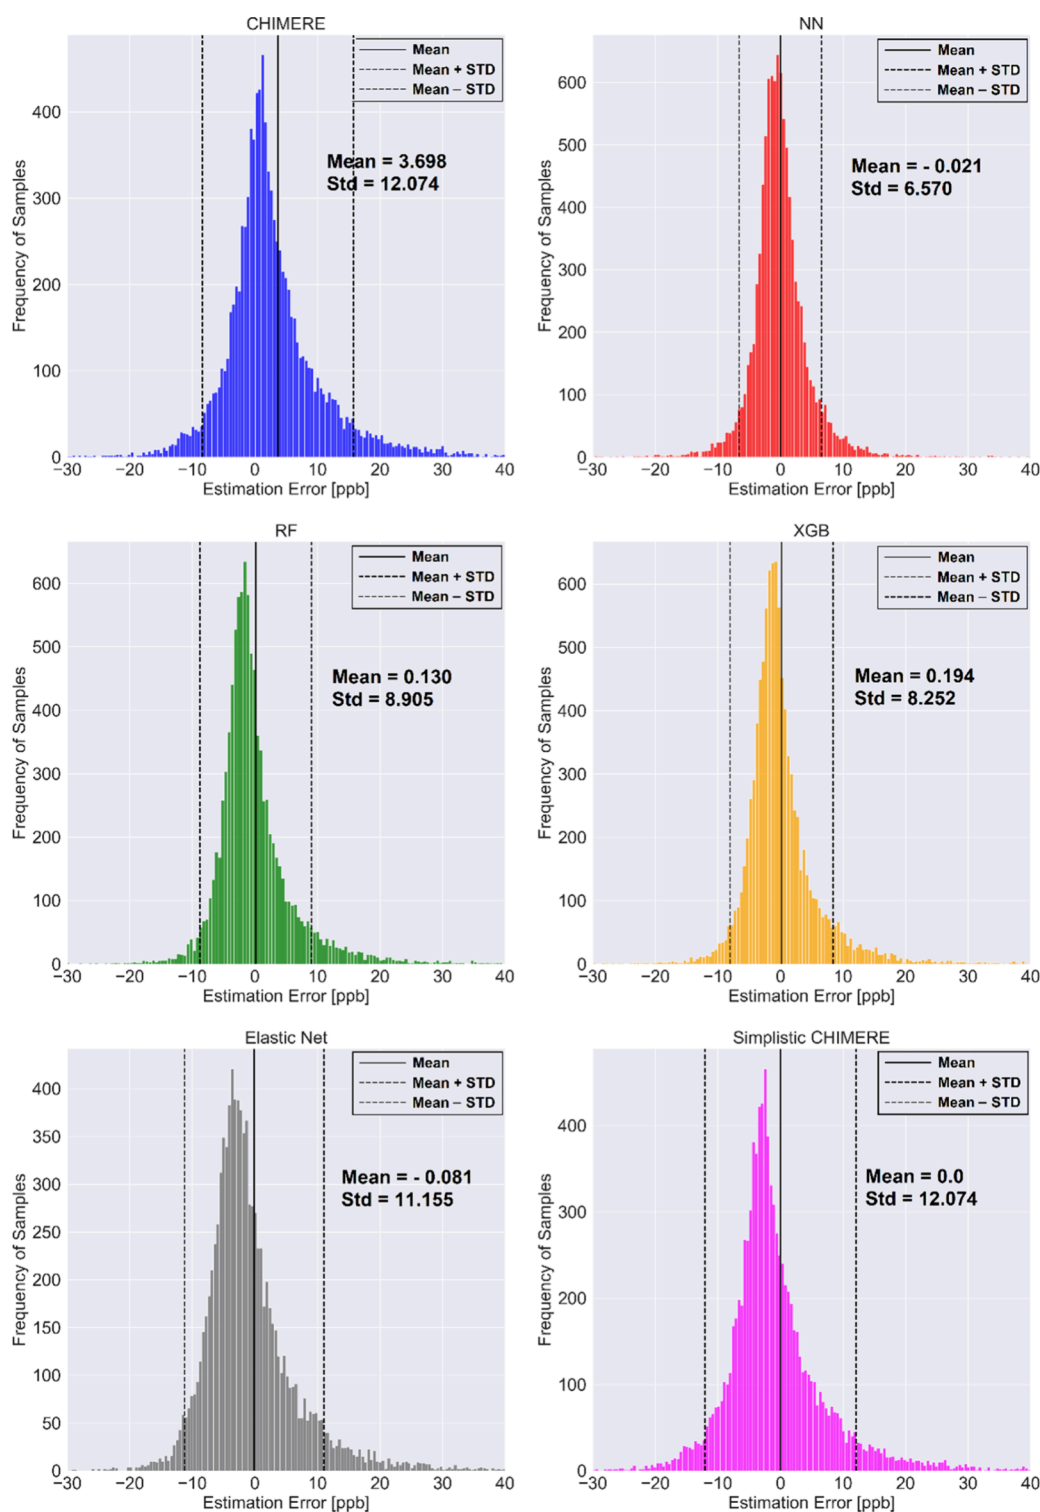 CHIMERE
Frequency of Samples
400
300
200
100
0
−30
−20
−10
0
10
20
30
40
Estimation Error [ppb]
Mean
Mean + STD
Mean − STD
Mean = 3.698
Std = 12.074
NN
Frequency of Samples
600
500
400
300
200
100
0
−30
−20
−10
0
10
20
30
40
Estimation Error [ppb]
Mean
Mean + STD
Mean − STD
Mean = - 0.021
Std = 6.570
RF
Frequency of Samples
600
500
400
300
200
100
0
−30
−20
−10
0
10
20
30
40
Estimation Error [ppb]
Mean
Mean + STD
Mean − STD
Mean = 0.130
Std = 8.905
XGB
Frequency of Samples
600
500
400
300
200
100
0
−30
−20
−10
0
10
20
30
40
Estimation Error [ppb]
Mean
Mean + STD
Mean − STD
Mean = 0.194
Std = 8.252
Elastic Net
Frequency of Samples
400
350
300
250
200
150
100
50
0
−30
−20
−10
0
10
20
30
40
Estimation Error [ppb]
Mean
Mean + STD
Mean − STD
Mean = - 0.081
Std = 11.155
Simplistic CHIMERE
Frequency of Samples
400
300
200
100
0
−30
−20
−10
0
10
20
30
40
Estimation Error [ppb]
Mean
Mean + STD
Mean − STD
Mean = 0.0
Std = 12.074